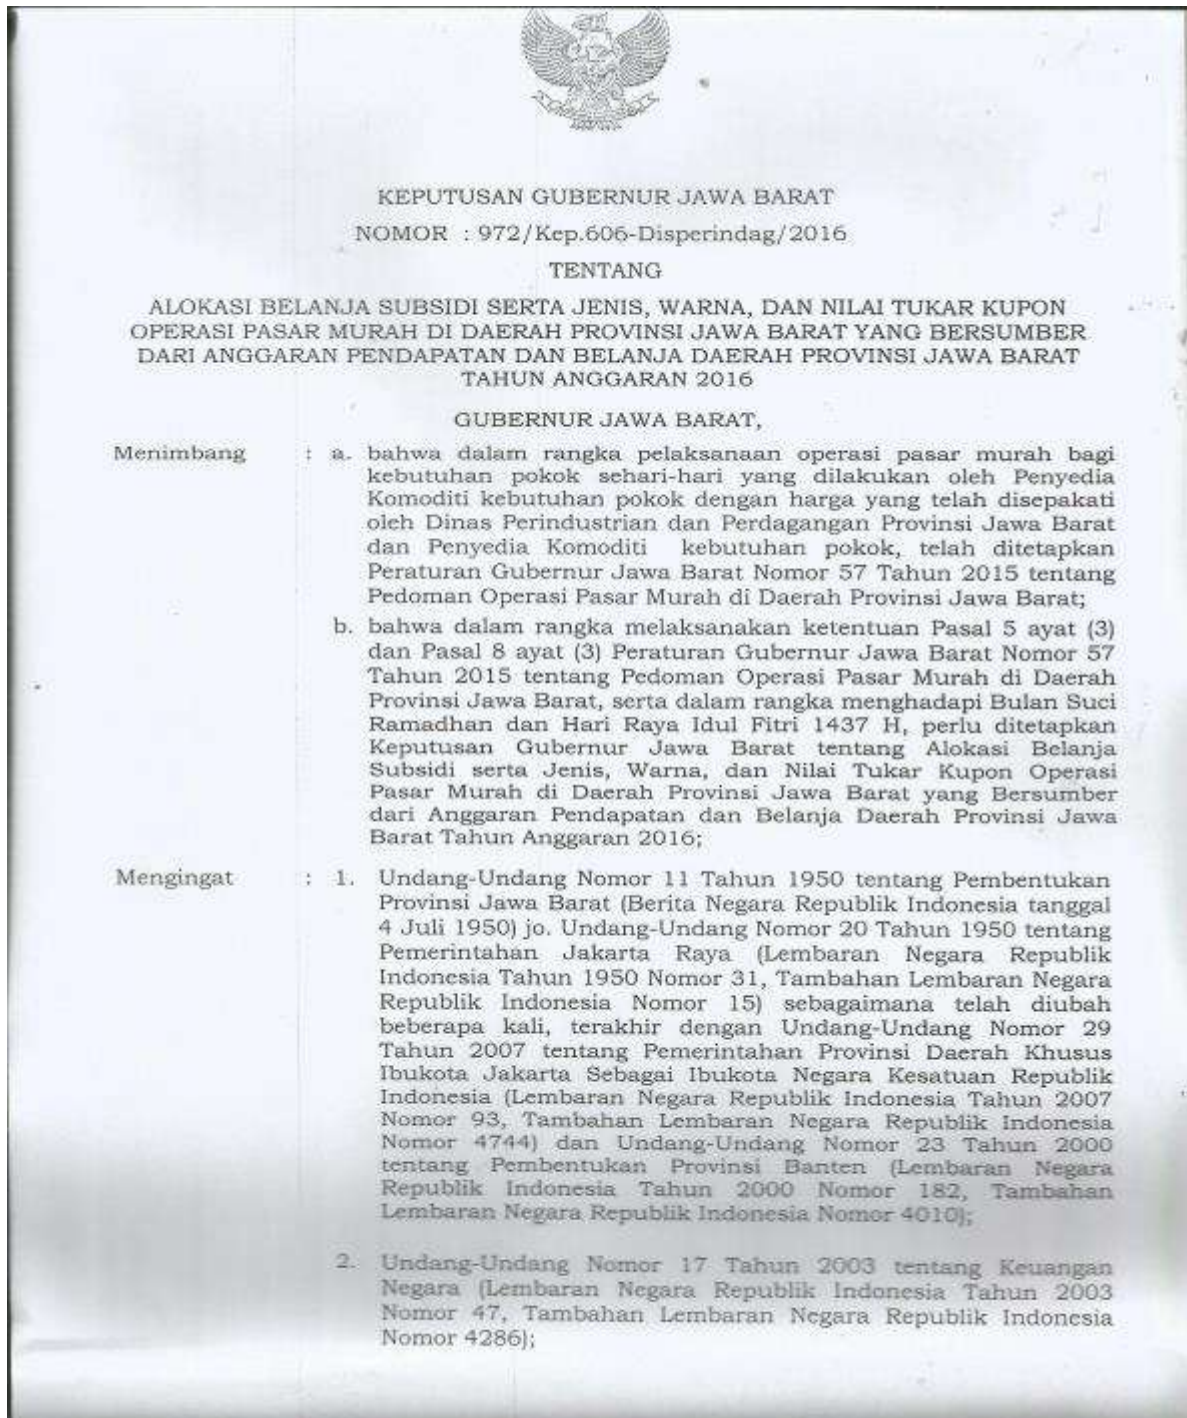 KEPUTUSAN GUBERNUR JAWA BARAT
NOMOR : 972/Kep.606-Disperindag/2016
TENTANG
ALOKASI BELANJA SUBSIDI SERTA JENIS, WARNA, DAN NILAI TUKAR KUPON
OPERASI PASAR MURAH DI DAERAH PROVINSI JAWA BARAT YANG BERSUMBER
DARI ANGGARAN PENDAPATAN DAN BELANJA DAERAH PROVINSI JAWA BARAT
TAHUN ANGGARAN 2016
GUBERNUR JAWA BARAT,
Menimbang : a. bahwa dalam rangka pelaksanaan operasi pasar murah bagi
kebutuhan pokok sehari-hari yang dilakukan oleh Penyedia
Komoditi kebutuhan pokok dengan harga yang telah disepakati
oleh Dinas Perindustrian dan Perdagangan Provinsi Jawa Barat
dan Penyedia Komoditi kebutuhan pokok, telah ditetapkan
Peraturan Gubernur Jawa Barat Nomor 57 Tahun 2015 tentang
Pedoman Operasi Pasar Murah di Daerah Provinsi Jawa Barat;
b. bahwa dalam rangka melaksanakan ketentuan Pasal 5 ayat (3)
dan Pasal 8 ayat (3) Peraturan Gubernur Jawa Barat Nomor 57
Tahun 2015 tentang Pedoman Operasi Pasar Murah di Daerah
Provinsi Jawa Barat, serta dalam rangka menghadapi Bulan Suci
Ramadhan dan Hari Raya Idul Fitri 1437 H, perlu ditetapkan
Keputusan Gubernur Jawa Barat tentang Alokasi Belanja
Subsidi serta Jenis, Warna, dan Nilai Tukar Kupon Operasi
Pasar Murah di Daerah Provinsi Jawa Barat yang Bersumber
dari Anggaran Pendapatan dan Belanja Daerah Provinsi Jawa
Barat Tahun Anggaran 2016;
Mengingat : 1. Undang-Undang Nomor 11 Tahun 1950 tentang Pembentukan
Provinsi Jawa Barat (Berita Negara Republik Indonesia tanggal
4 Juli 1950) jo. Undang-Undang Nomor 20 Tahun 1950 tentang
Pemerintahan Jakarta Raya (Lembaran Negara Republik
Indonesia Tahun 1950 Nomor 31, Tambahan Lembaran Negara
Republik Indonesia Nomor 15) sebagaimana telah diubah
beberapa kali, terakhir dengan Undang-Undang Nomor 29
Tahun 2007 tentang Pemerintahan Provinsi Daerah Khusus
Ibukota Jakarta Sebagai Ibukota Negara Kesatuan Republik
Indonesia (Lembaran Negara Republik Indonesia Tahun 2007
Nomor 93, Tambahan Lembaran Negara Republik Indonesia
Nomor 4744) dan Undang-Undang Nomor 23 Tahun 2000
tentang Pembentukan Provinsi Banten (Lembaran Negara
Republik Indonesia Tahun 2000 Nomor 182, Tambahan
Lembaran Negara Republik Indonesia Nomor 4010);
2. Undang-Undang Nomor 17 Tahun 2003 tentang Keuangan
Negara (Lembaran Negara Republik Indonesia Tahun 2003
Nomor 47, Tambahan Lembaran Negara Republik Indonesia
Nomor 4286);